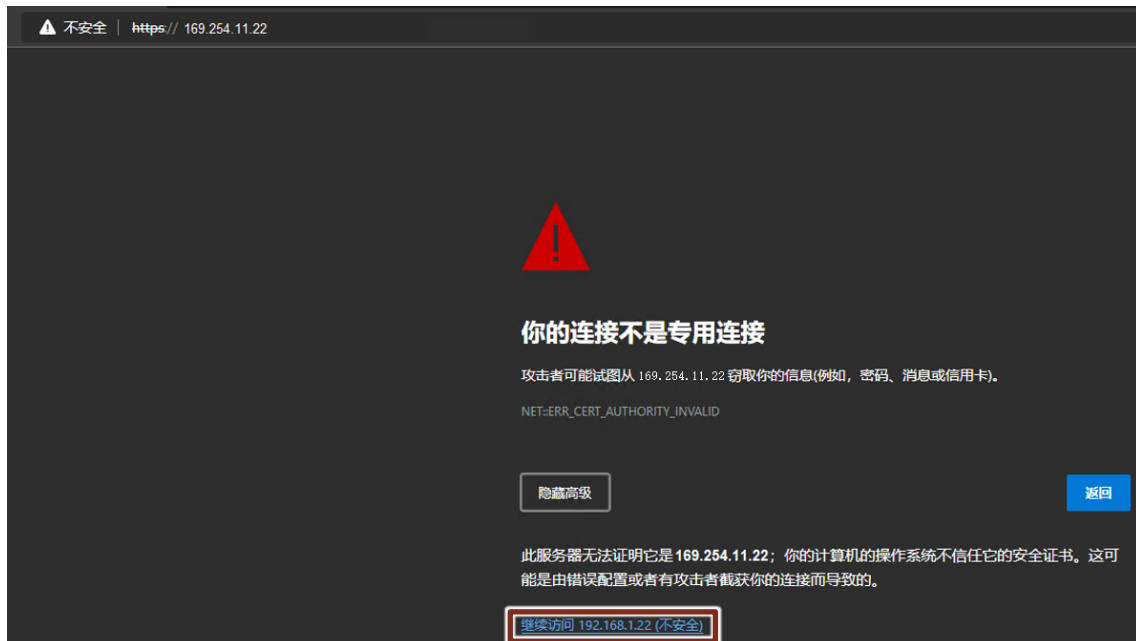 不安全 https:// 169.254.11.22
你的连接不是专用连接
攻击者可能试图从 169.254.11.22 窃取你的信息(例如，密码、消息或信用卡)。
NET::ERR_CERT_AUTHORITY_INVALID
隐藏高级 返回
此服务器无法证明它是169.254.11.22；你的计算机的操作系统不信任它的安全证书。这可
能是由错误配置或者有攻击者截获你的连接而导致的。
继续访问 192.168.1.22 (不安全)